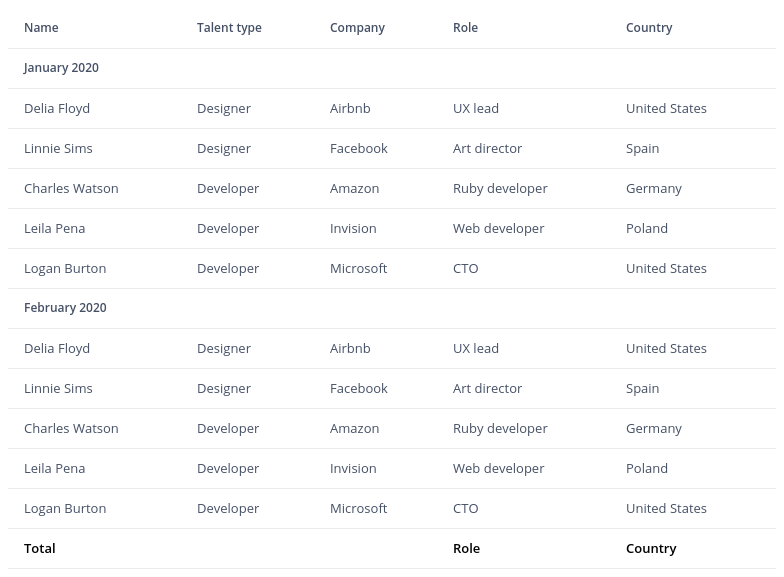 Name Talent type Company Role Country
January 2020
Delia Floyd Designer Airbnb UX lead United States
Linnie Sims Designer Facebook Art director Spain
Charles Watson Developer Amazon Ruby developer Germany
Leila Pena Developer Invision Web developer Poland
Logan Burton Developer Microsoft CTO United States
February 2020
Delia Floyd Designer Airbnb UX lead United States
Linnie Sims Designer Facebook Art director Spain
Charles Watson Developer Amazon Ruby developer Germany
Leila Pena Developer Invision Web developer Poland
Logan Burton Developer Microsoft CTO United States
Total Role Country